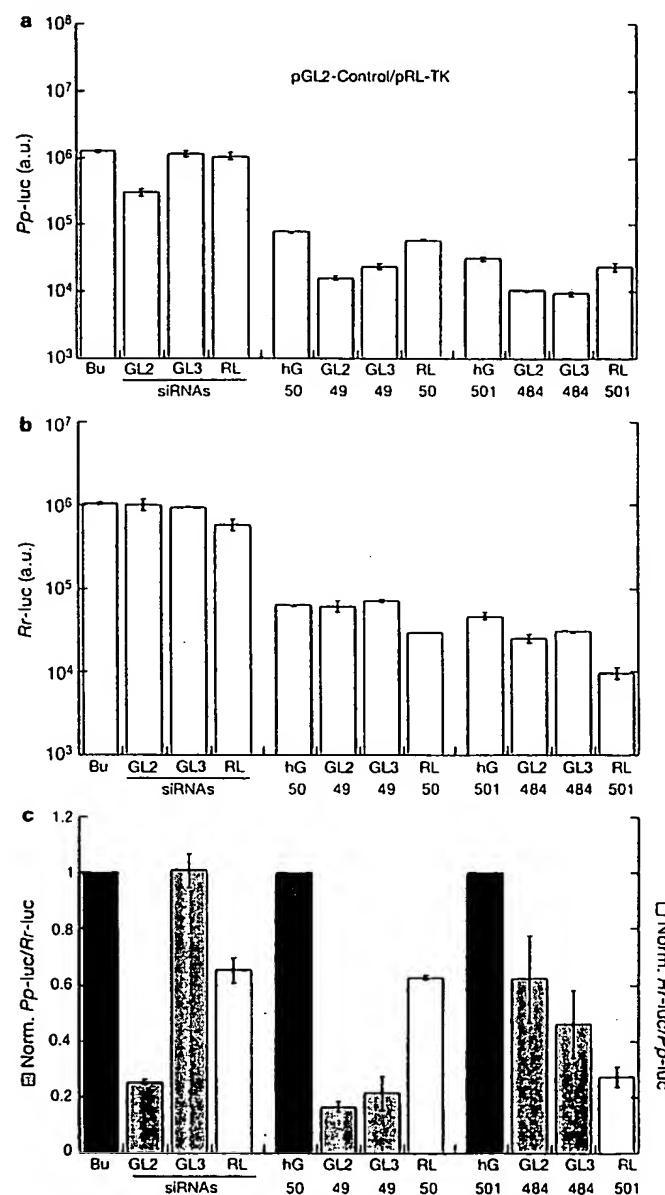 a
10⁸
pGL2-Control/pRL-TK
10⁷
10⁶
10⁵
10⁴
10³
Pp-luc (a.u.)
Bu GL2 GL3 RL hG GL2 GL3 RL hG GL2 GL3 RL
siRNAs 50 49 49 50 501 484 484 501
b
10⁷
10⁶
10⁵
10⁴
10³
Rr-luc (a.u.)
Bu GL2 GL3 RL hG GL2 GL3 RL hG GL2 GL3 RL
siRNAs 50 49 49 50 501 484 484 501
c
1.2
1
0.8
0.6
0.4
0.2
0
Norm. Pp-luc/Rr-luc
Norm. Rr-luc/Pp-luc
Bu GL2 GL3 RL hG GL2 GL3 RL hG GL2 GL3 RL
siRNAs 50 49 49 50 501 484 484 501